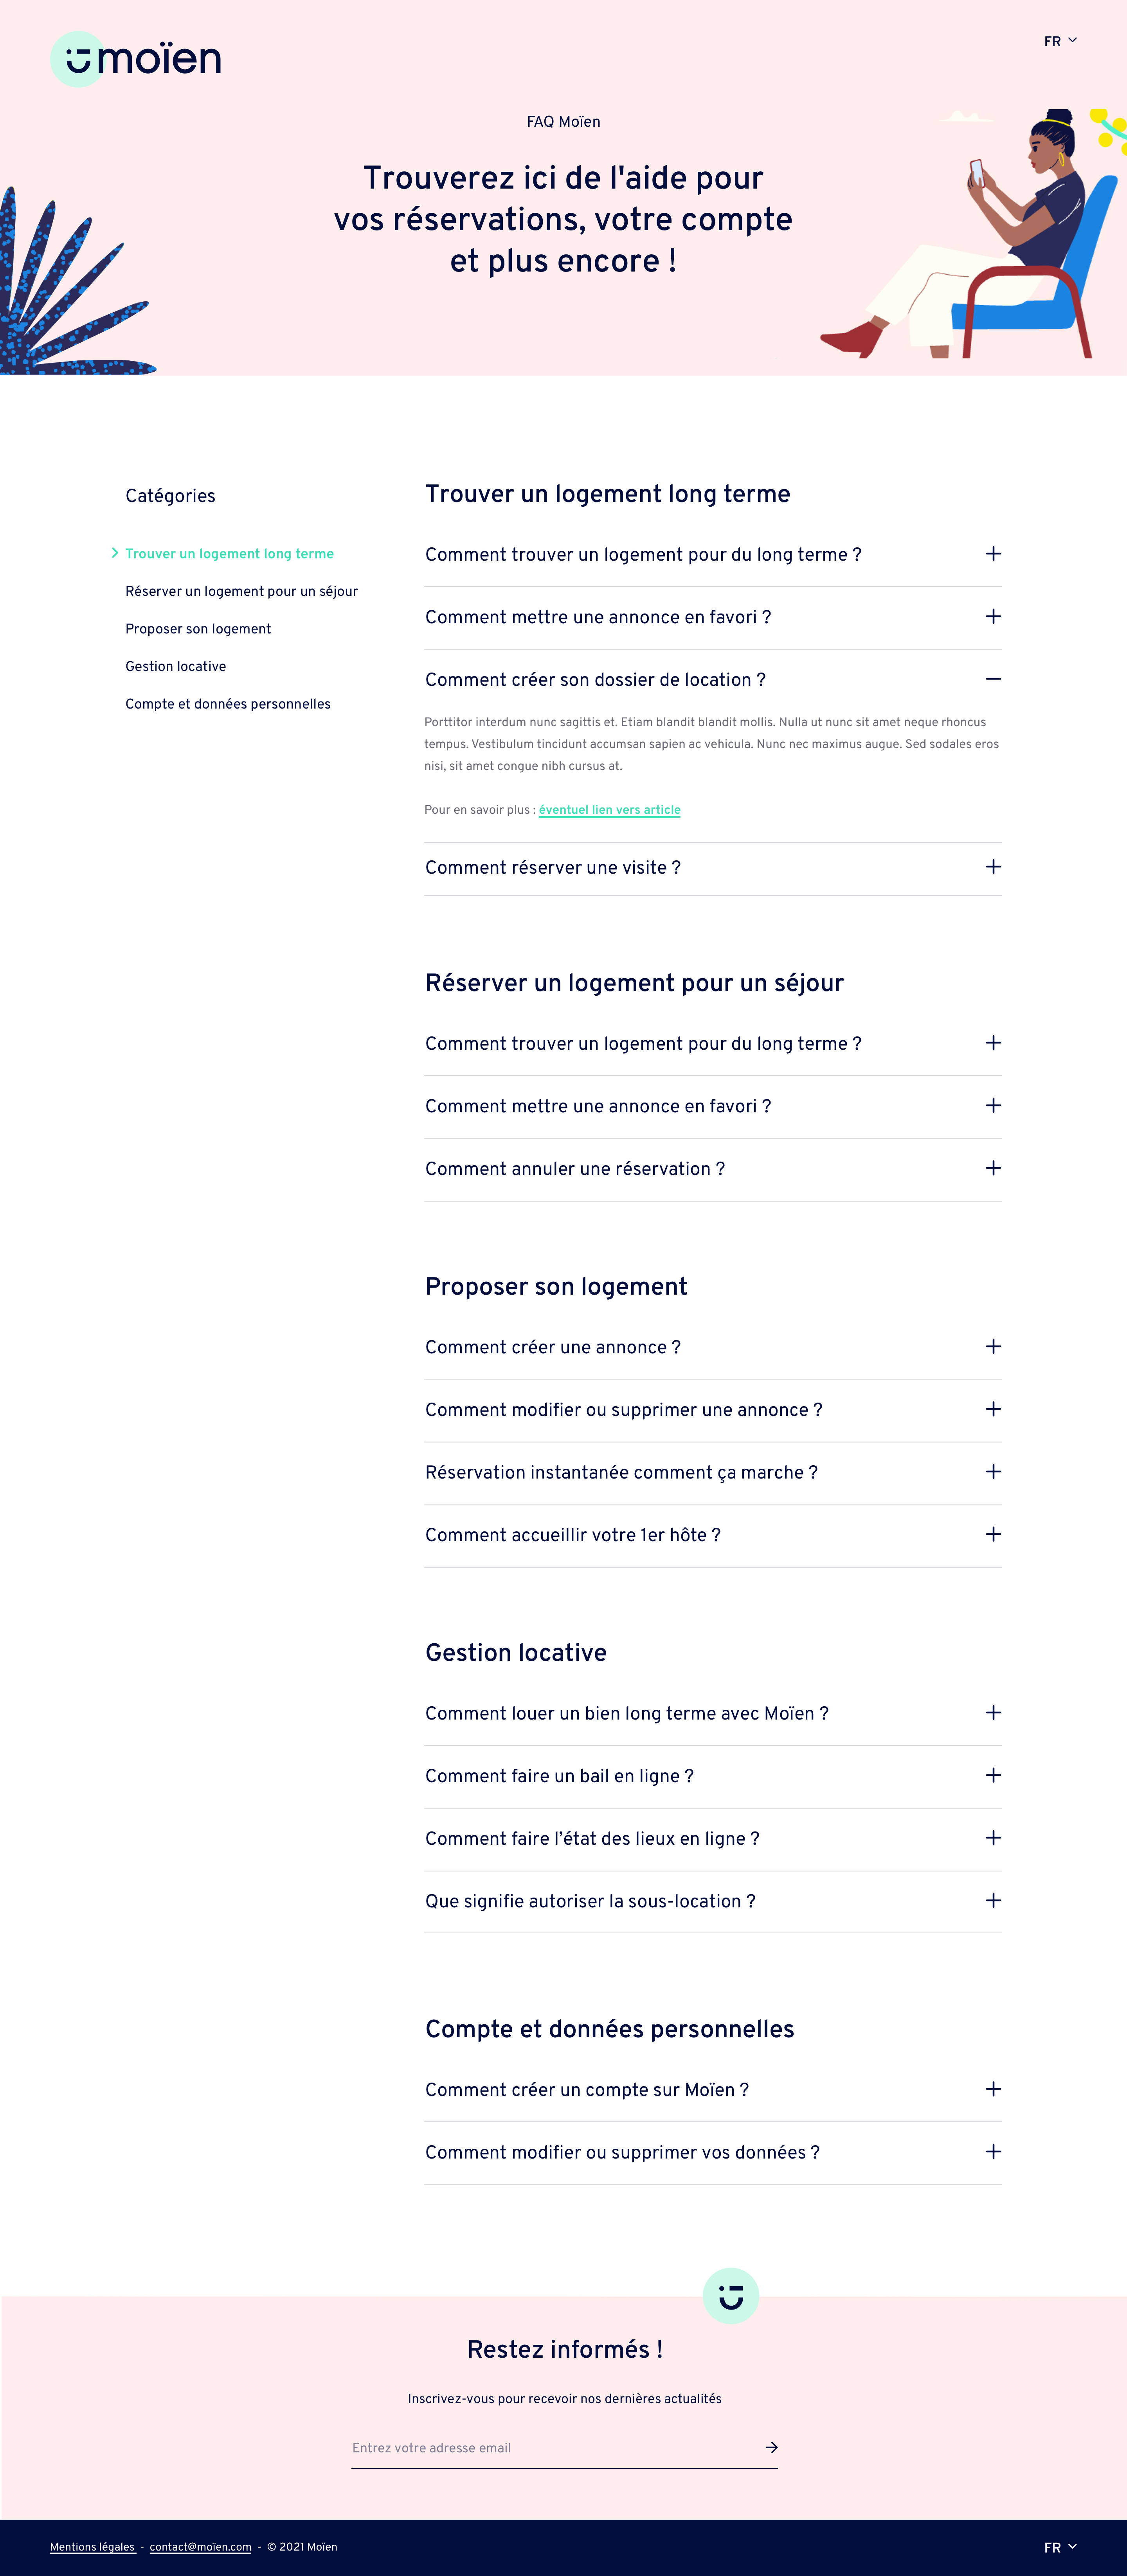 moïen
FR
FAQ Moïen
Trouverez ici de l'aide pour
vos réservations, votre compte
et plus encore !
Catégories
Trouver un logement long terme
Réserver un logement pour un séjour
Proposer son logement
Gestion locative
Compte et données personnelles
Trouver un logement long terme
Comment trouver un logement pour du long terme ?
Comment mettre une annonce en favori ?
Comment créer son dossier de location ?
Porttitor interdum nunc sagittis et. Etiam blandit blandit mollis. Nulla ut nunc sit amet neque rhoncus
tempus. Vestibulum tincidunt accumsan sapien ac vehicula. Nunc nec maximus augue. Sed sodales eros
nisi, sit amet congue nibh cursus at.
Pour en savoir plus : éventuel lien vers article
Comment réserver une visite ?
Réserver un logement pour un séjour
Comment trouver un logement pour du long terme ?
Comment mettre une annonce en favori ?
Comment annuler une réservation ?
Proposer son logement
Comment créer une annonce ?
Comment modifier ou supprimer une annonce ?
Réservation instantanée comment ça marche ?
Comment accueillir votre 1er hôte ?
Gestion locative
Comment louer un bien long terme avec Moïen ?
Comment faire un bail en ligne ?
Comment faire l’état des lieux en ligne ?
Que signifie autoriser la sous-location ?
Compte et données personnelles
Comment créer un compte sur Moïen ?
Comment modifier ou supprimer vos données ?
Restez informés !
Inscrivez-vous pour recevoir nos dernières actualités
Entrez votre adresse email
Mentions légales - contact@moïen.com - © 2021 Moïen
FR